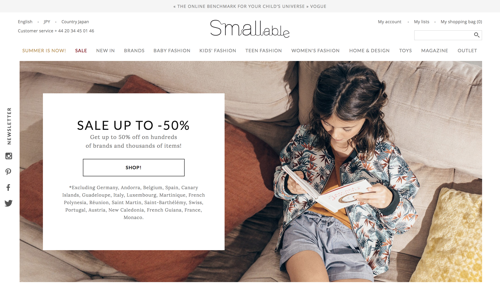 « THE ONLINE BENCHMARK FOR YOUR CHILD'S UNIVERSE » VOGUE
English JPY Country Japan
My account My lists My shopping bag (0)
Customer service + 44 20 34 45 01 46
Smallable
SUMMER IS NOW! SALE NEW IN BRANDS BABY FASHION KIDS' FASHION TEEN FASHION WOMEN'S FASHION HOME & DESIGN TOYS MAGAZINE OUTLET
NEWSLETTER
SALE UP TO -50%
Get up to 50% off on hundreds
of brands and thousands of items!
SHOP!
*Excluding Germany, Andorra, Belgium, Spain, Canary
Islands, Guadeloupe, Italy, Luxembourg, Martinique, French
Polynesia, Réunion, Saint Martin, Saint-Barthélémy, Swiss,
Portugal, Austria, New Caledonia, French Guiana, France,
Monaco.